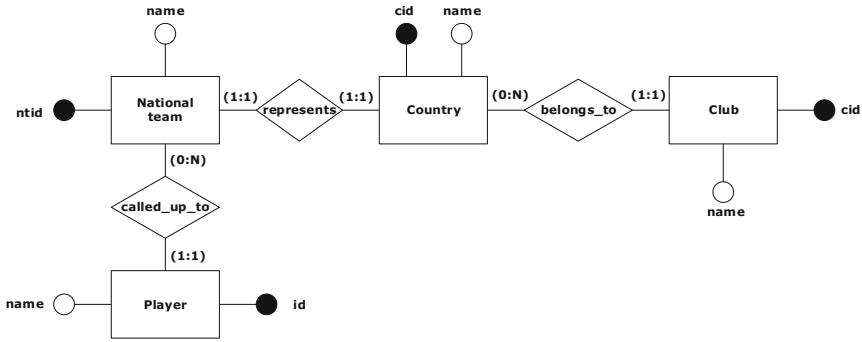 name
cid
name
ntid
National
team
(1:1)
represents
(1:1)
Country
(0:N)
belongs_to
(1:1)
Club
cid
(0:N)
name
called_up_to
(1:1)
name
Player
id